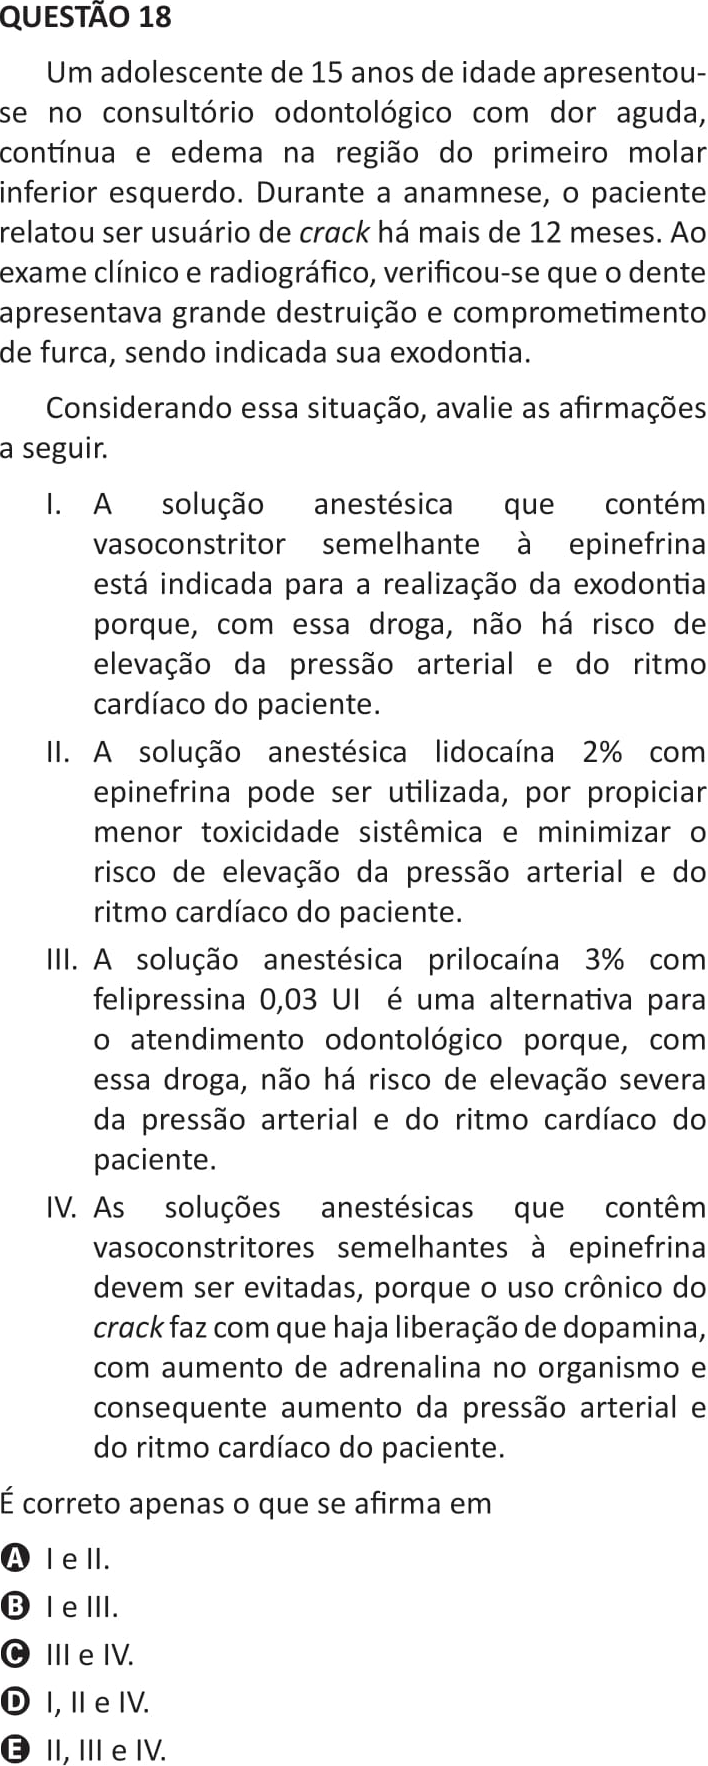 QUESTÃO 18
Um adolescente de 15 anos de idade apresentou-
se no consultório odontológico com dor aguda,
contínua e edema na região do primeiro molar
inferior esquerdo. Durante a anamnese, o paciente
relatou ser usuário de crack há mais de 12 meses. Ao
exame clínico e radiográfico, verificou-se que o dente
apresentava grande destruição e comprometimento
de furca, sendo indicada sua exodontia.
Considerando essa situação, avalie as afirmações
a seguir.
I. A solução anestésica que contém
vasoconstritor semelhante à epinefrina
está indicada para a realização da exodontia
porque, com essa droga, não há risco de
elevação da pressão arterial e do ritmo
cardíaco do paciente.
II. A solução anestésica lidocaína 2% com
epinefrina pode ser utilizada, por propiciar
menor toxicidade sistêmica e minimizar o
risco de elevação da pressão arterial e do
ritmo cardíaco do paciente.
III. A solução anestésica prilocaína 3% com
felipressina 0,03 UI é uma alternativa para
o atendimento odontológico porque, com
essa droga, não há risco de elevação severa
da pressão arterial e do ritmo cardíaco do
paciente.
IV. As soluções anestésicas que contêm
vasoconstritores semelhantes à epinefrina
devem ser evitadas, porque o uso crônico do
crack faz com que haja liberação de dopamina,
com aumento de adrenalina no organismo e
consequente aumento da pressão arterial e
do ritmo cardíaco do paciente.
É correto apenas o que se afirma em
A I e II.
B I e III.
C III e IV.
D I, II e IV.
E II, III e IV.